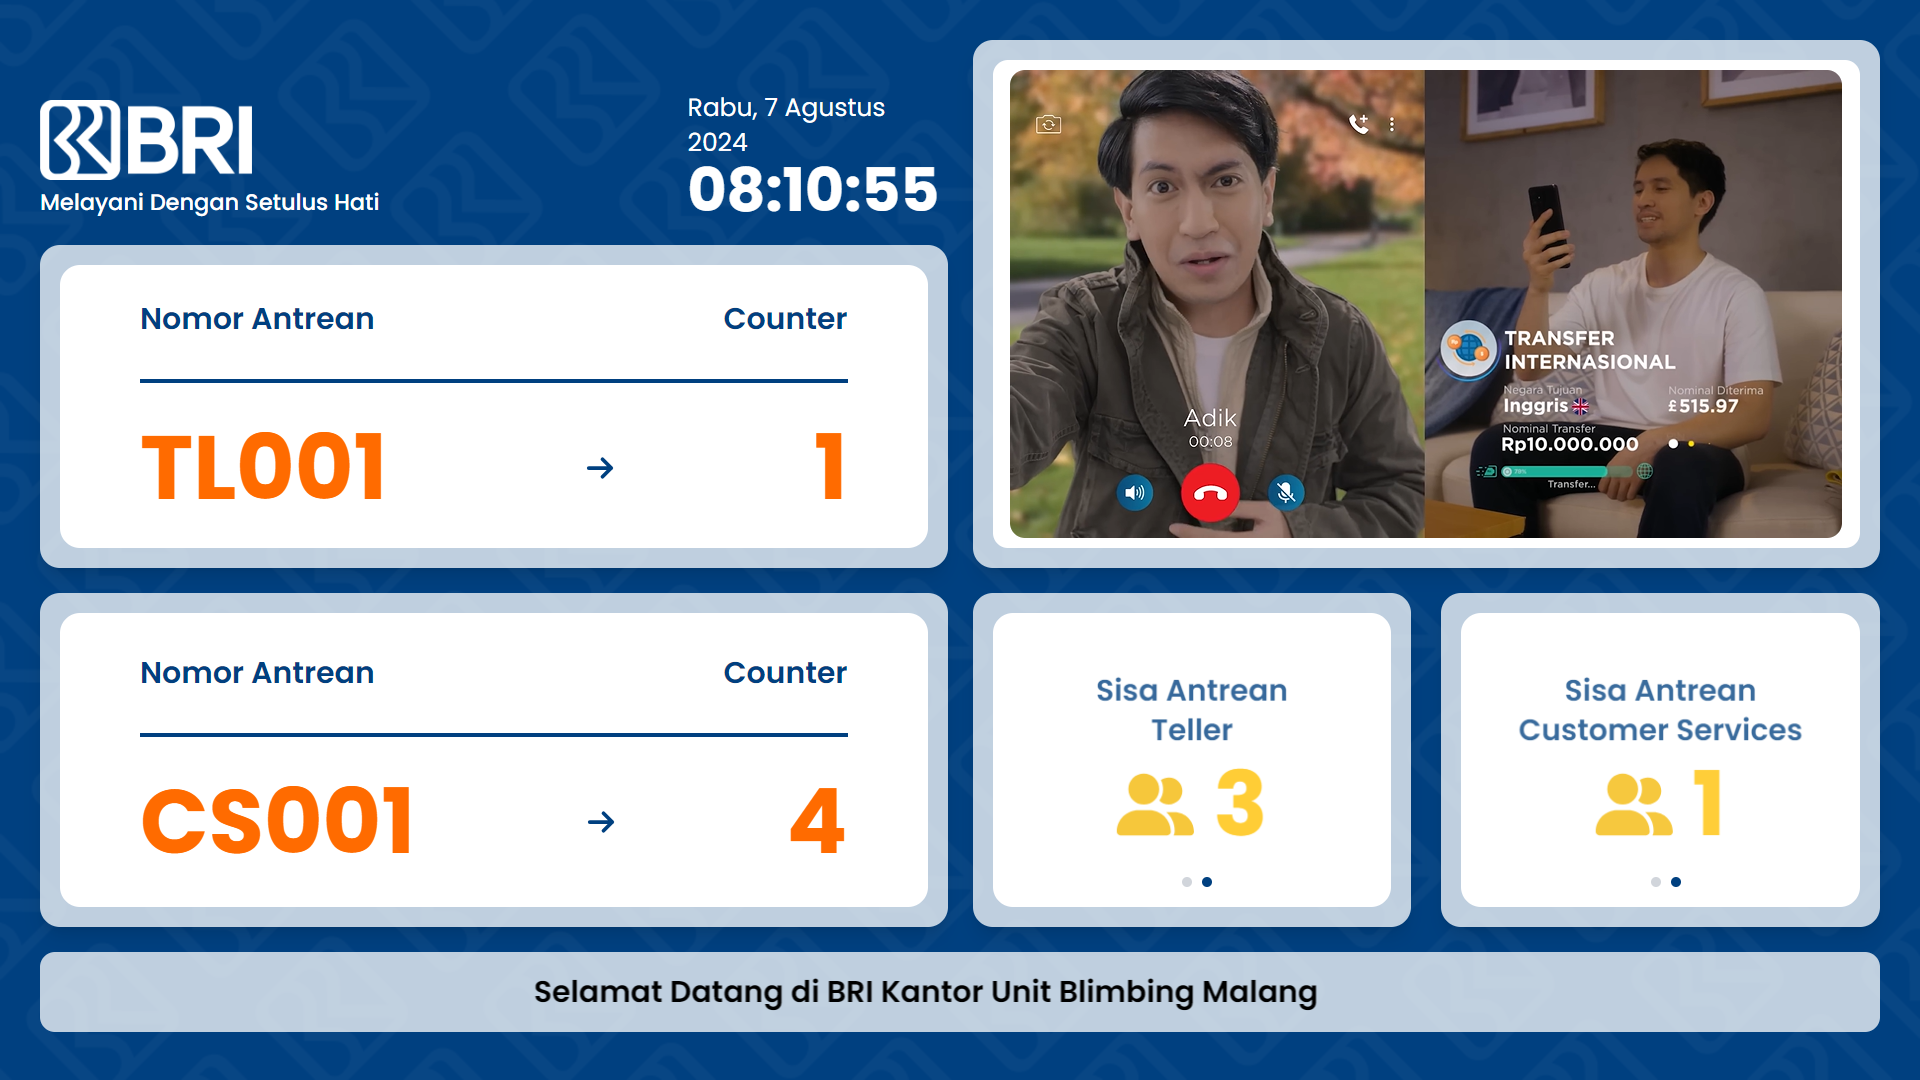 BRI
Melayani Dengan Setulus Hati
Rabu, 7 Agustus
2024
08:10:55
Nomor Antrean Counter
TL001 → 1
Nomor Antrean Counter
CS001 → 4
Adik
00:08
TRANSFER
INTERNASIONAL
Negara Tujuan Nominal Diterima
Inggris £515.97
Nominal Transfer
Rp10.000.000
Transfer...
Sisa Antrean
Teller
3
Sisa Antrean
Customer Services
1
Selamat Datang di BRI Kantor Unit Blimbing Malang